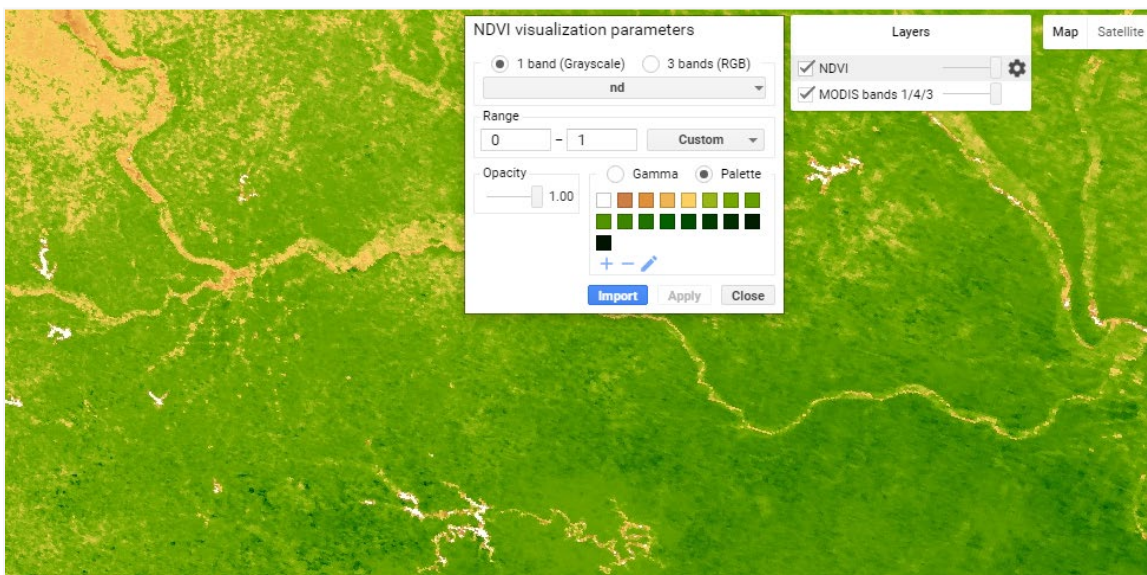 NDVI visualization parameters
1 band (Grayscale) 3 bands (RGB)
nd
Range
0 – 1 Custom
Opacity
1.00
Gamma Palette
Import Apply Close
Layers
NDVI
MODIS bands 1/4/3
Map Satellite